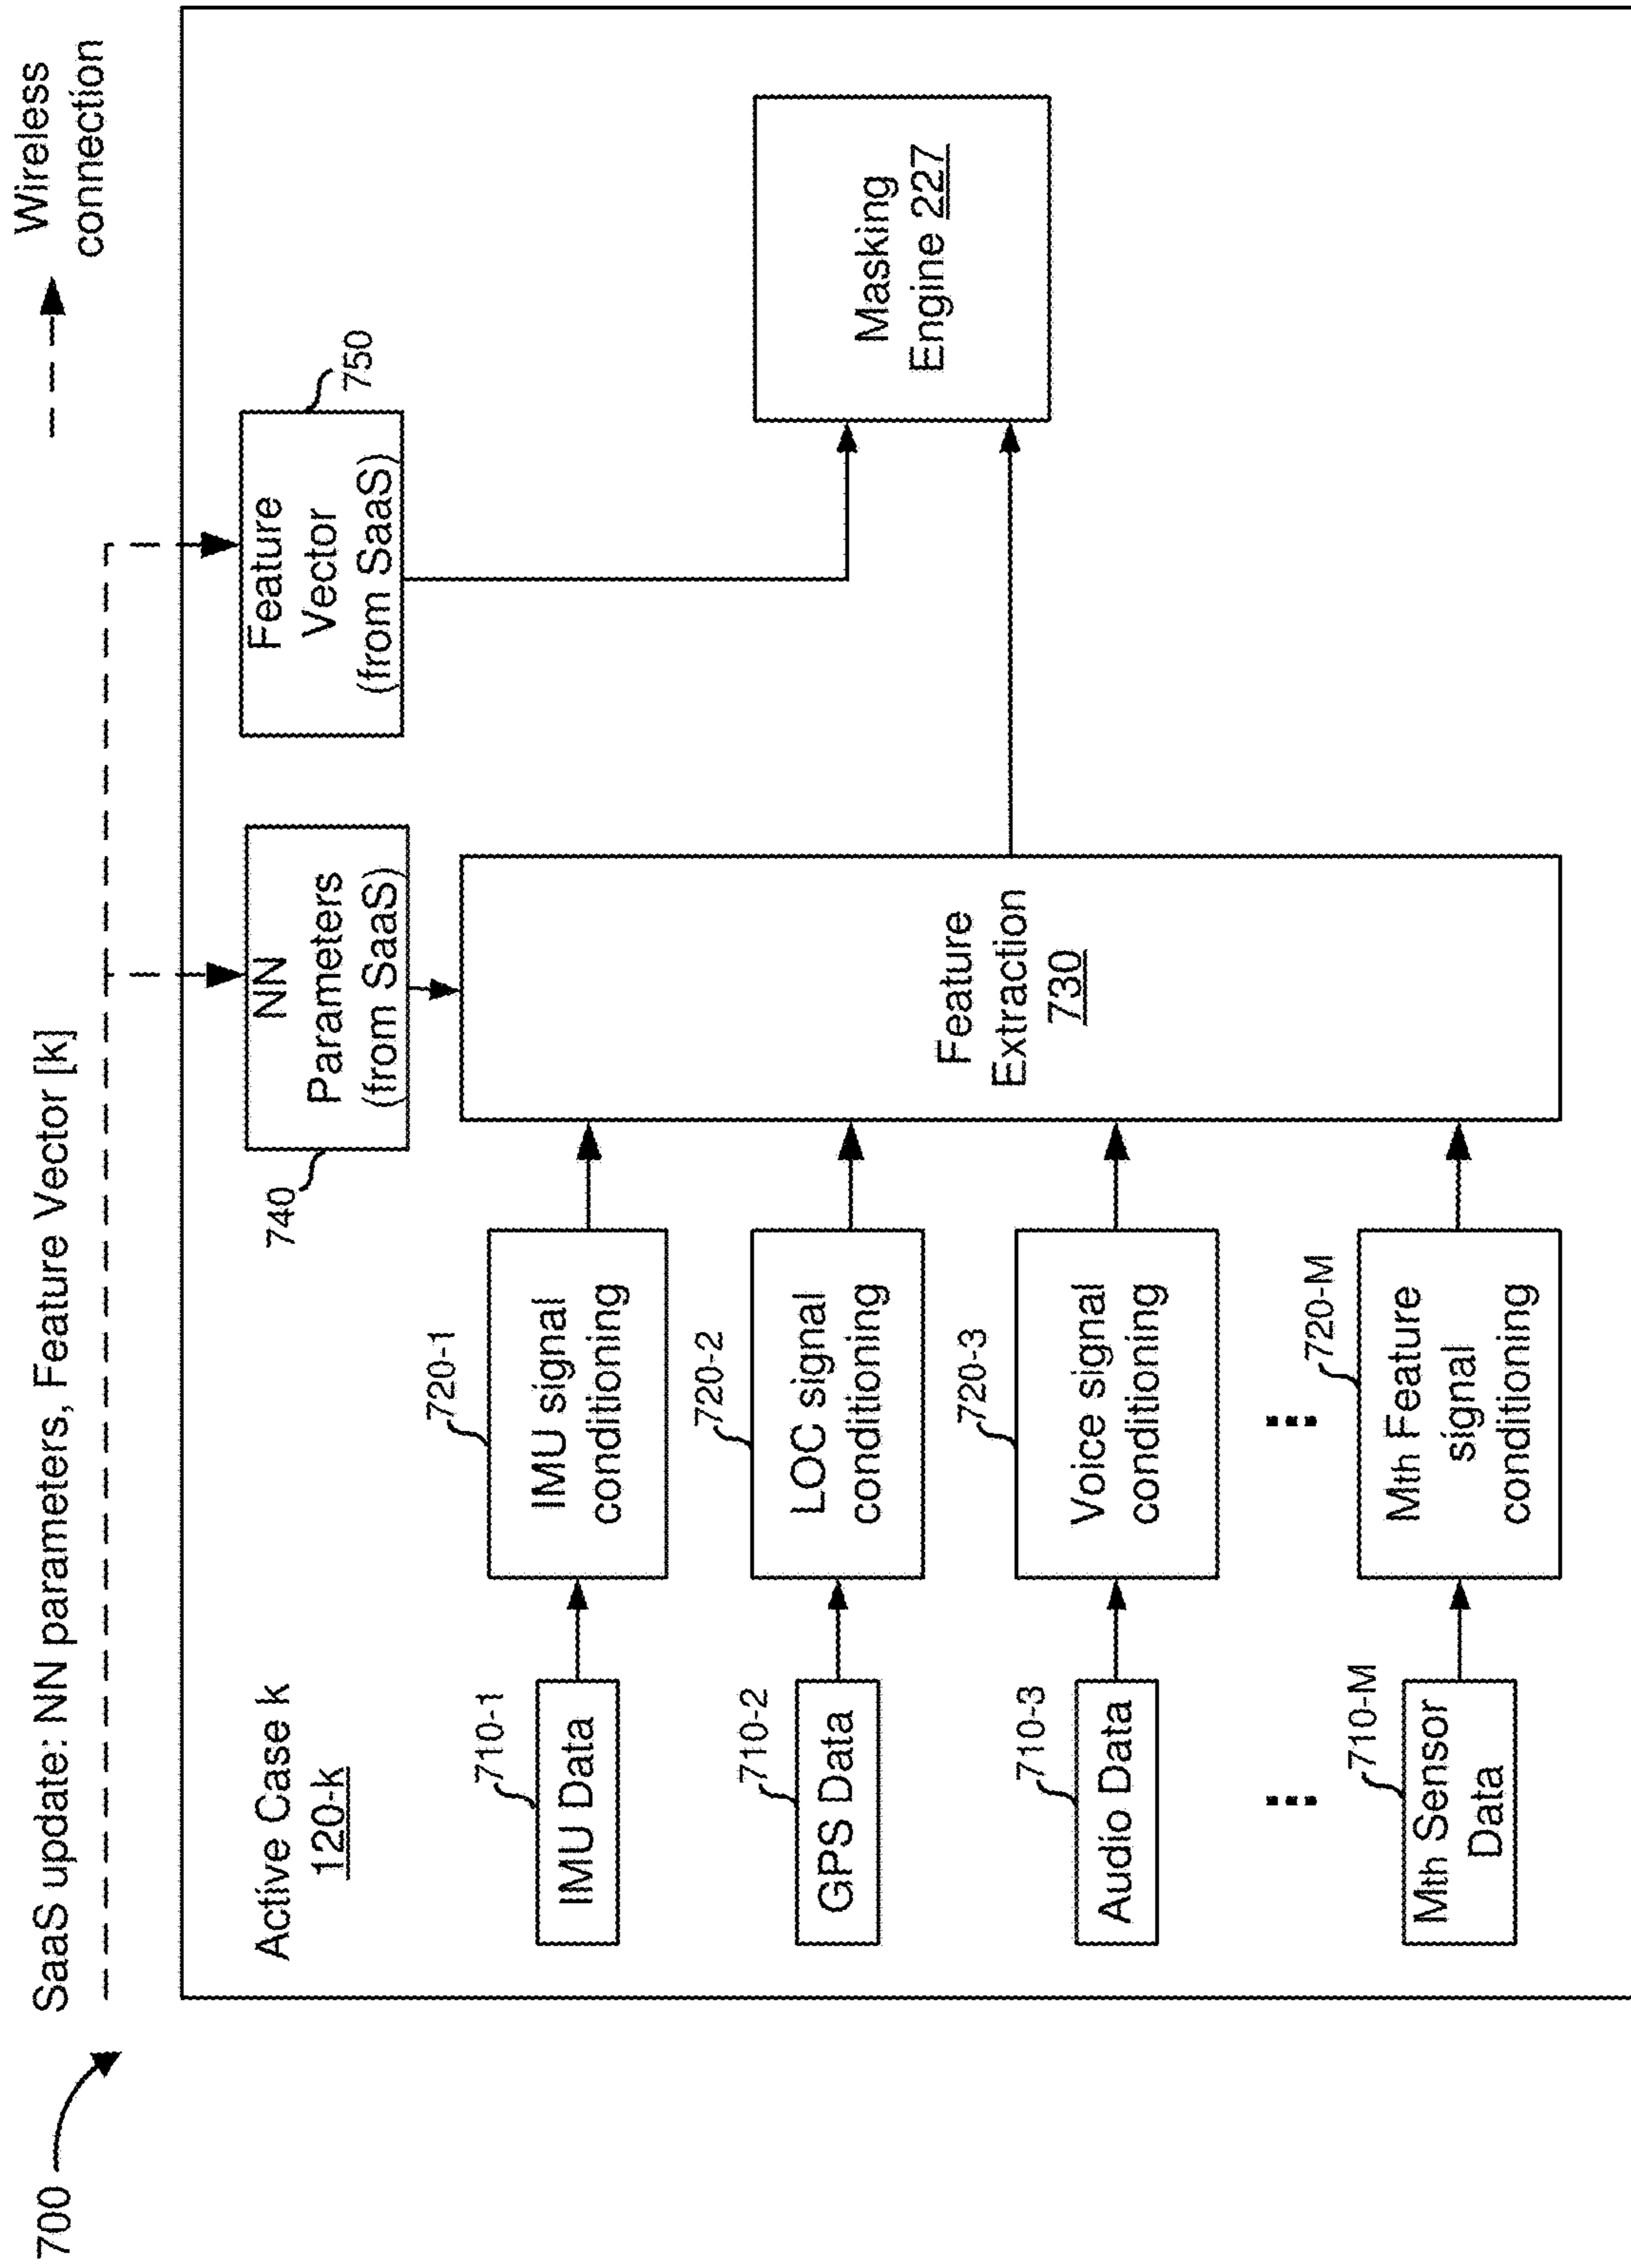 700
SaaS update: NN parameters, Feature Vector [k]
Wireless
connection
Active Case k
120-k
740
NN
Parameters
(from SaaS)
Feature
Vector
(from SaaS)
750
710-1
IMU Data
720-1
IMU signal
conditioning
710-2
GPS Data
720-2
LOC signal
conditioning
710-3
Audio Data
720-3
Voice signal
conditioning
...
...
710-M
Mth Sensor
Data
720-M
Mth Feature
signal
conditioning
Feature
Extraction
730
Masking
Engine 227